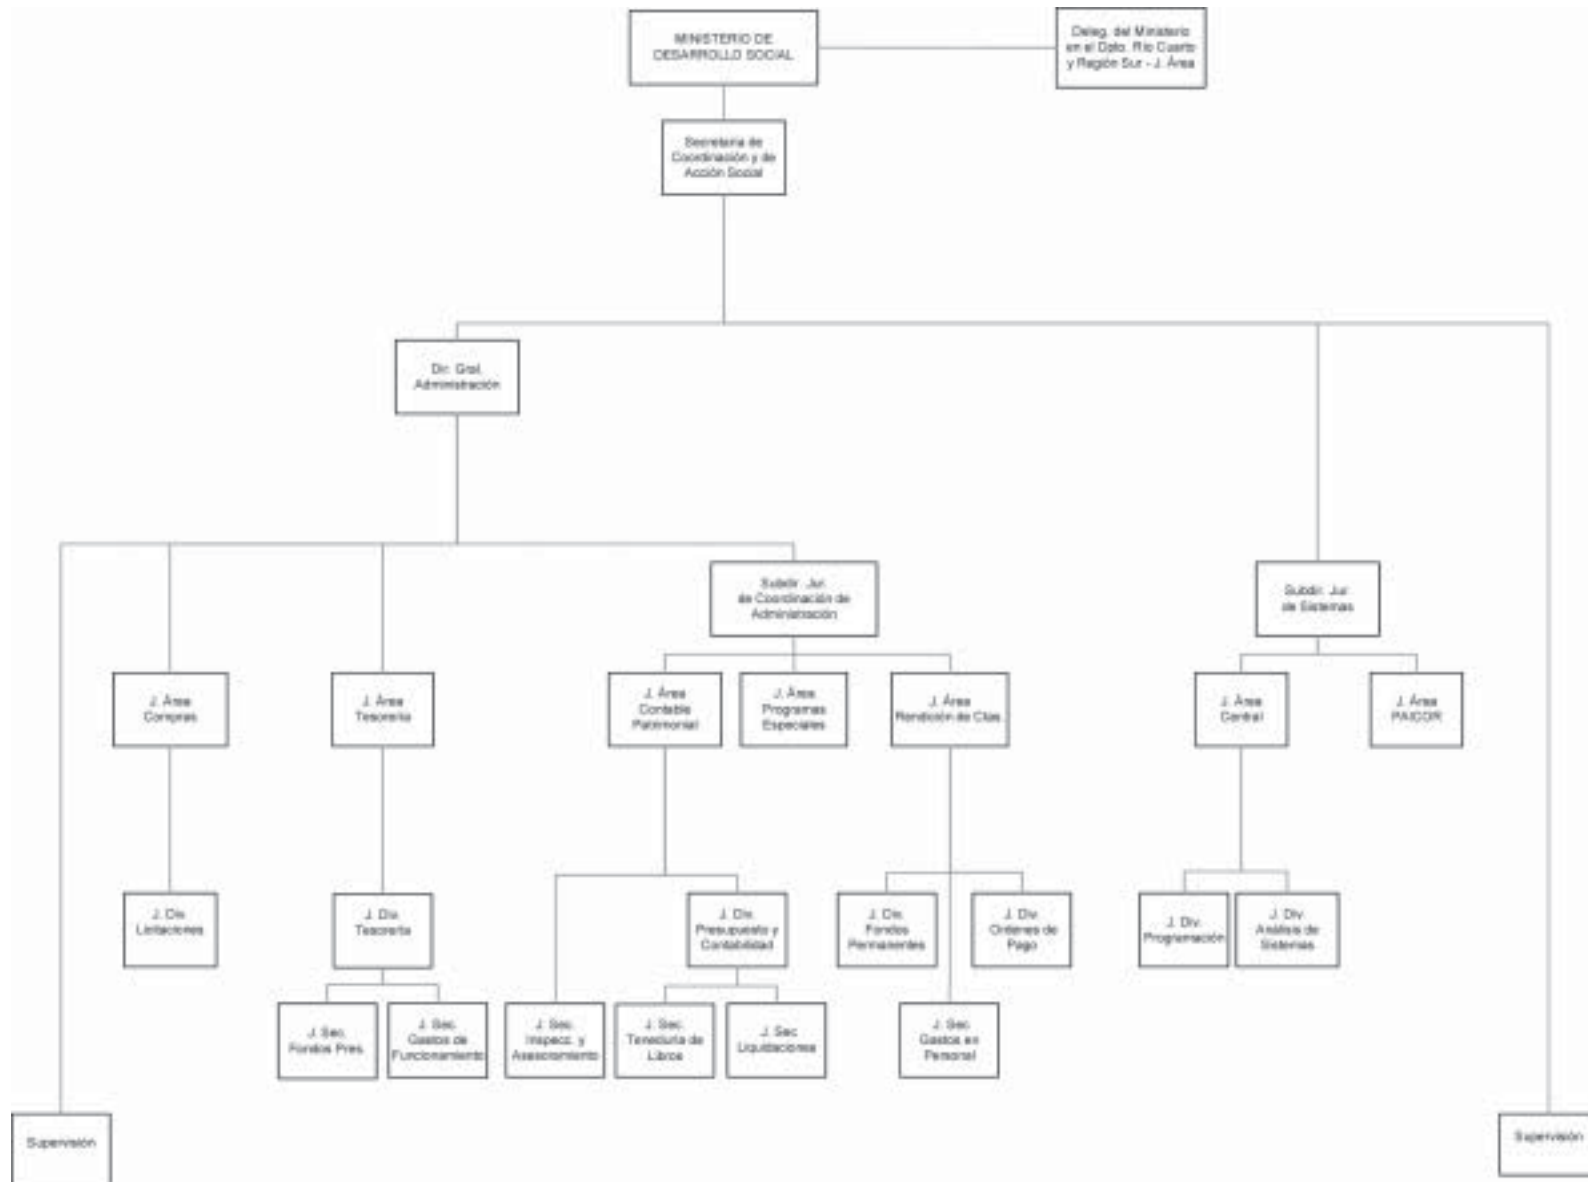 MINISTERIO DE
DESARROLLO SOCIAL
Deleg. del Ministerio
en el Dpto. Río Cuarto
y Región Sur - J. Área
Secretaria de
Coordinación y de
Acción Social
Dir. Gral.
Administración
Subdir. Jur.
de Coordinación de
Administración
Subdir. Jur
de Sistemas
J. Área
Compras
J. Área
Tesorería
J. Área
Contable
Patrimonial
J. Área
Programas
Especiales
J. Área
Rendición de Ctas.
J. Área
Central
J. Área
PAICOR
J. Div
Licitaciones
J. Div.
Tesorería
J. Div.
Presupuesto y
Contabilidad
J. Div.
Fondos
Permanentes
J. Div.
Ordenes de
Pago
J. Div.
Programación
J. Div.
Análisis de
Sistemas
J. Sec.
Fondos Pres.
J. Sec.
Gastos de
Funcionamiento
J. Sec.
Inspecc. y
Asesoramiento
J. Sec.
Teneduría de
Libros
J. Sec
Liquidaciones
J. Sec
Gastos en
Personal
Supervisión
Supervisión